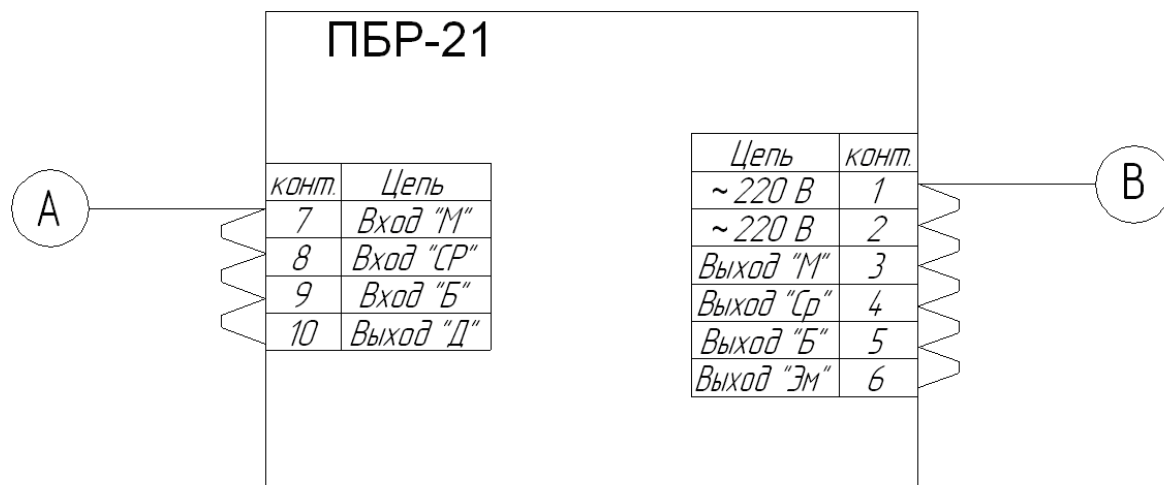 ПБР-21
А
конт. Цепь
7 Вход "М"
8 Вход "СР"
9 Вход "Б"
10 Выход "Д"
Цепь конт.
~ 220 В 1
~ 220 В 2
Выход "М" 3
Выход "Ср" 4
Выход "Б" 5
Выход "Эм" 6
В